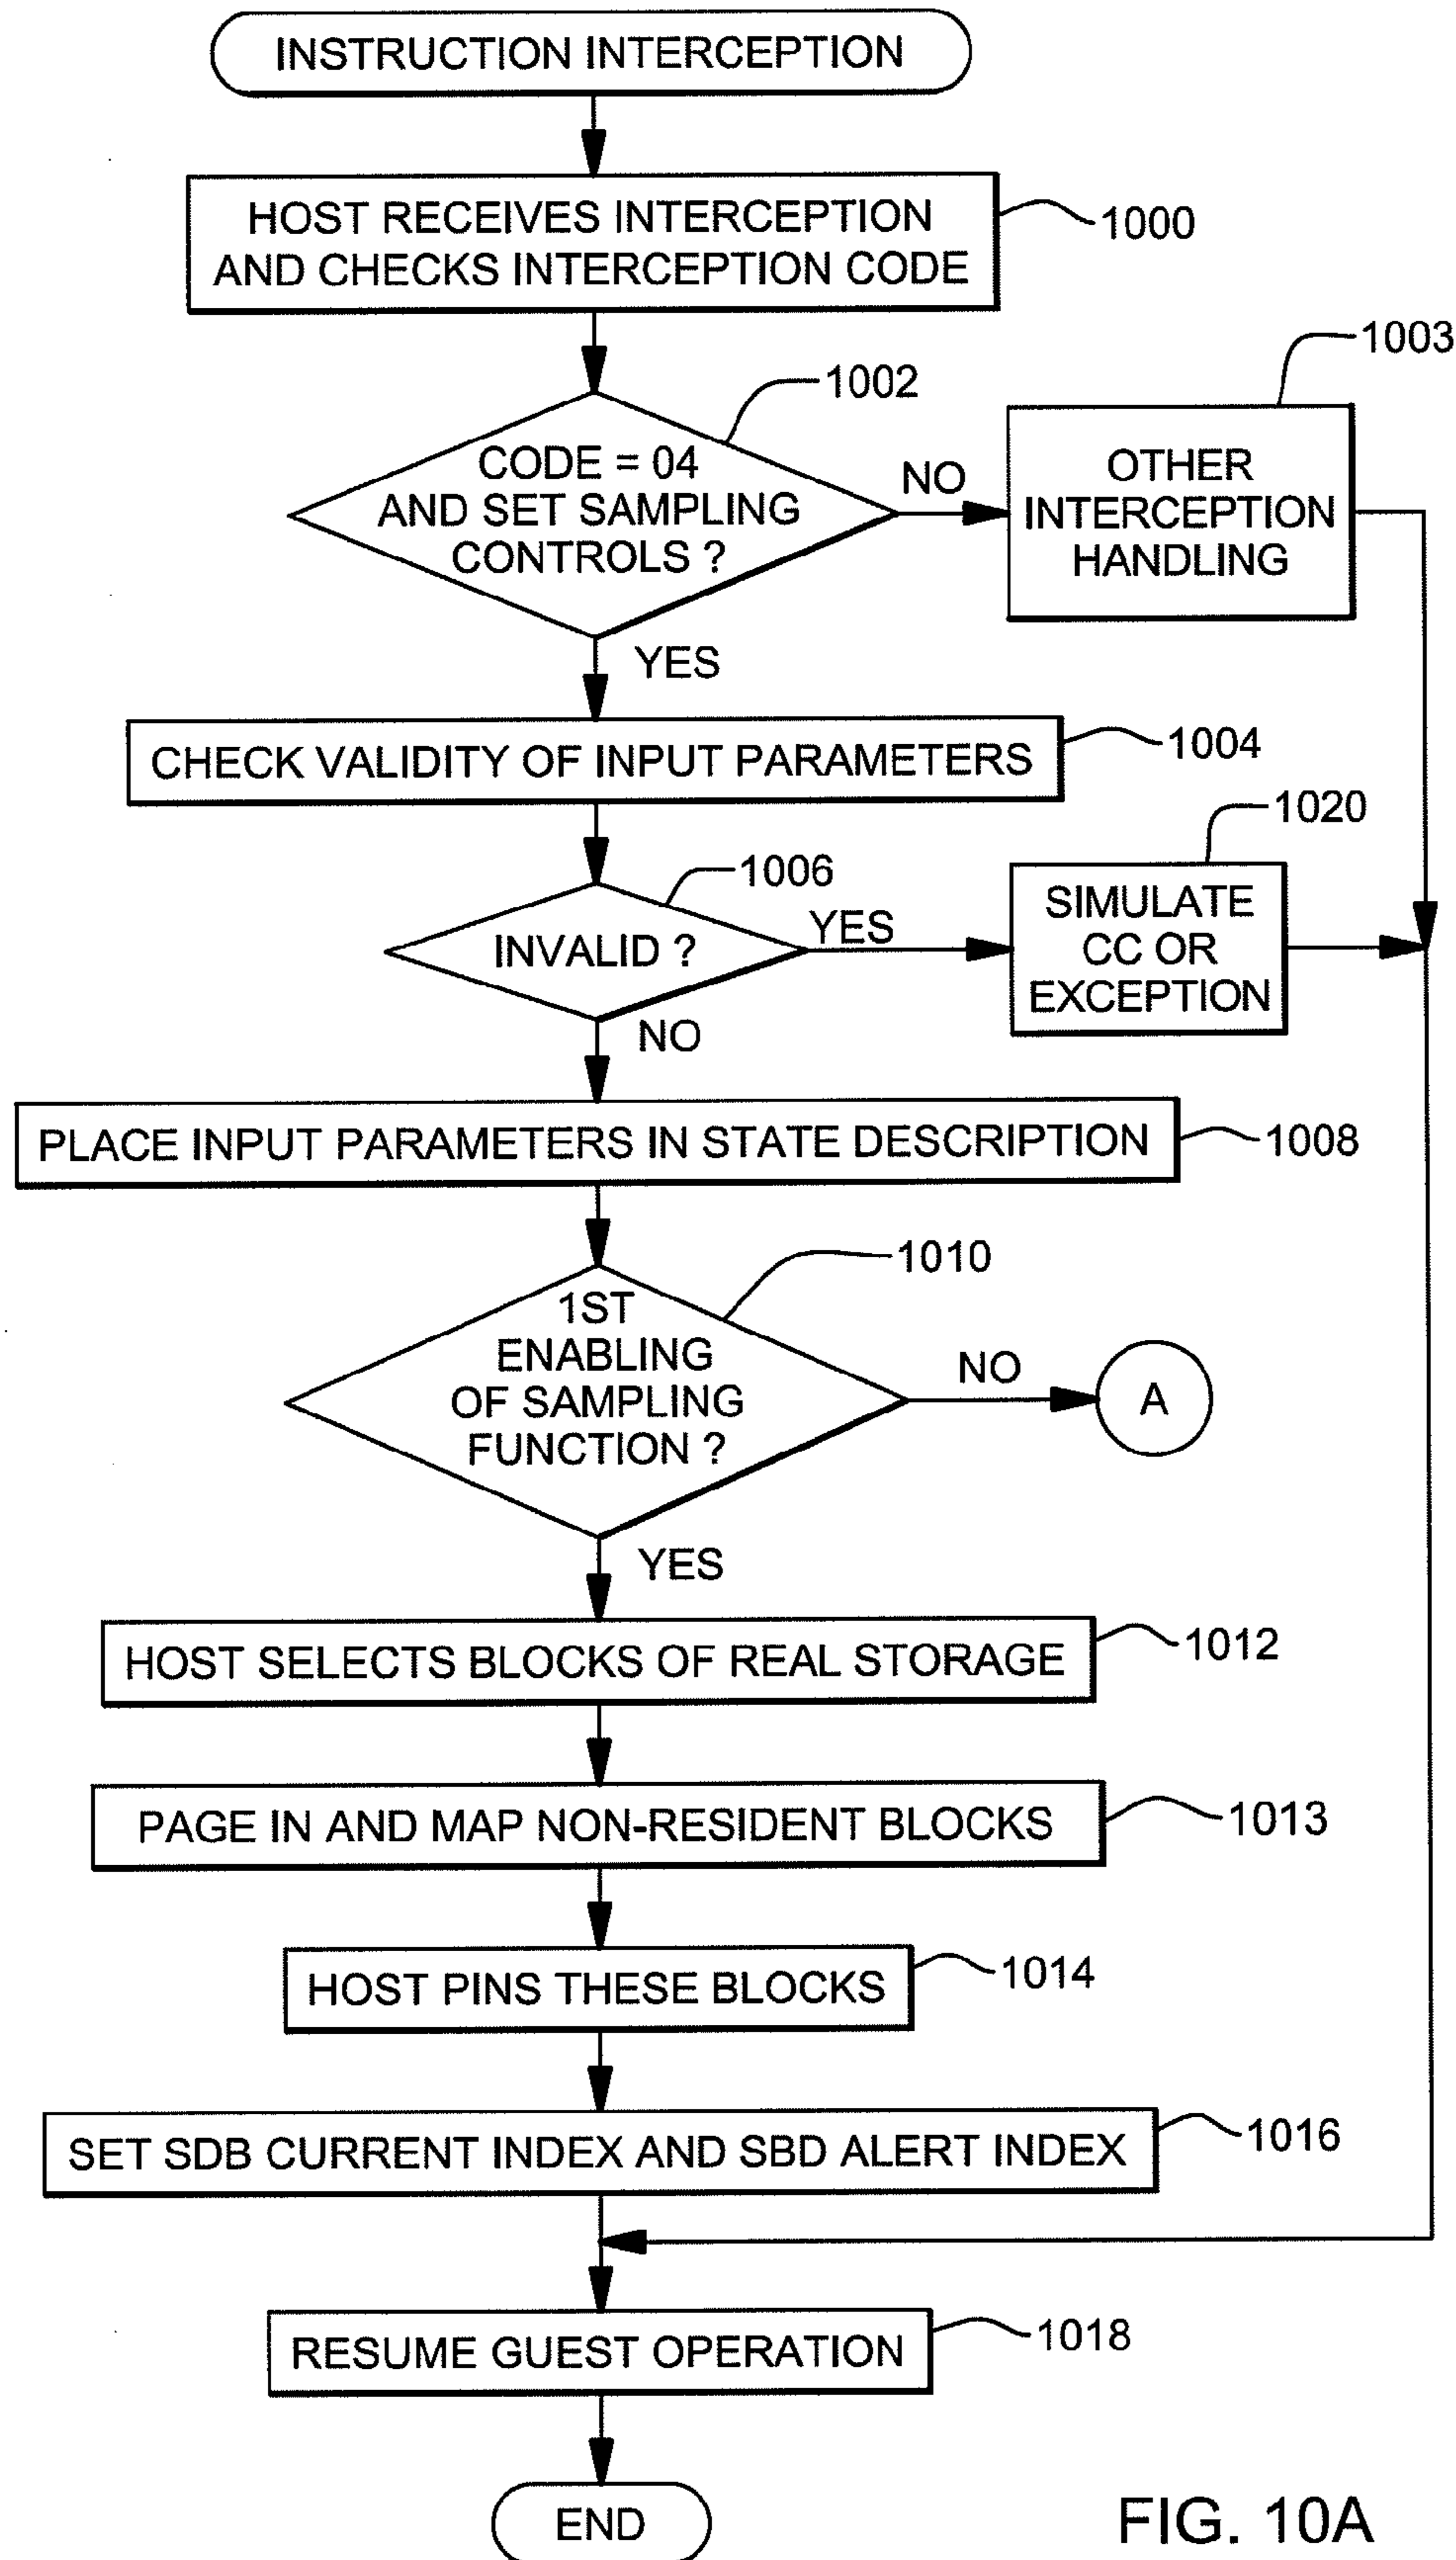 INSTRUCTION INTERCEPTION
HOST RECEIVES INTERCEPTION
AND CHECKS INTERCEPTION CODE
1000
1003
1002
CODE = 04
AND SET SAMPLING
CONTROLS ?
NO
OTHER
INTERCEPTION
HANDLING
YES
CHECK VALIDITY OF INPUT PARAMETERS
1004
1020
1006
INVALID ?
YES
SIMULATE
CC OR
EXCEPTION
NO
PLACE INPUT PARAMETERS IN STATE DESCRIPTION
1008
1010
1ST
ENABLING
OF SAMPLING
FUNCTION ?
NO
A
YES
HOST SELECTS BLOCKS OF REAL STORAGE
1012
PAGE IN AND MAP NON-RESIDENT BLOCKS
1013
HOST PINS THESE BLOCKS
1014
SET SDB CURRENT INDEX AND SBD ALERT INDEX
1016
RESUME GUEST OPERATION
1018
END
FIG. 10A